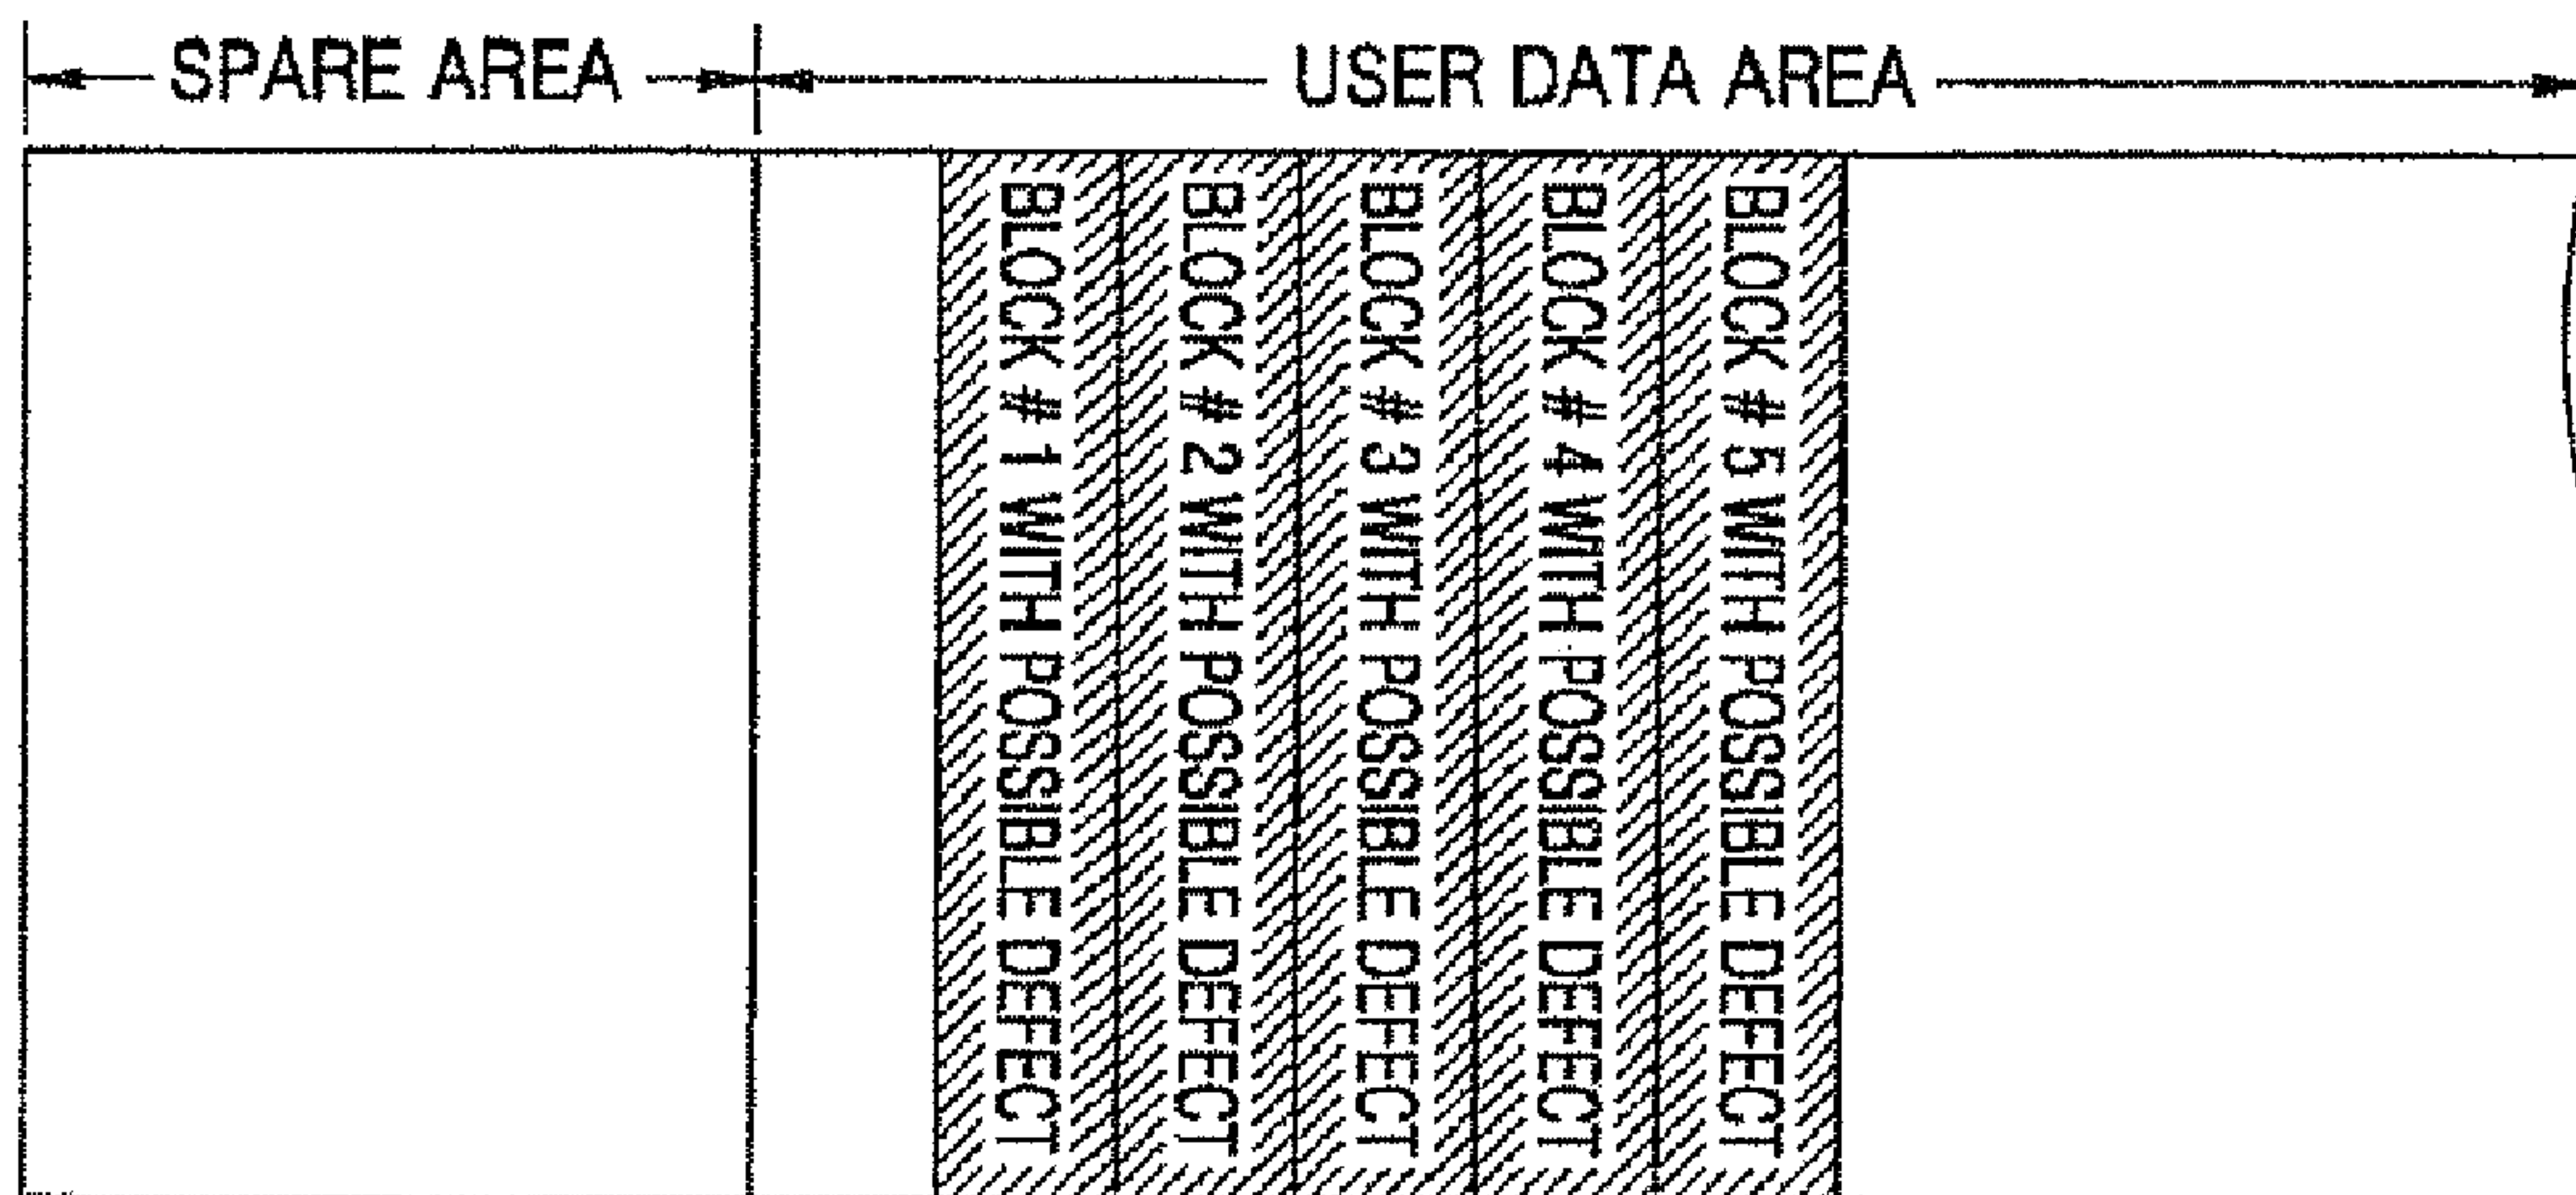 SPARE AREA
USER DATA AREA
BLOCK # 1 WITH POSSIBLE DEFECT
BLOCK # 2 WITH POSSIBLE DEFECT
BLOCK # 3 WITH POSSIBLE DEFECT
BLOCK # 4 WITH POSSIBLE DEFECT
BLOCK # 5 WITH POSSIBLE DEFECT